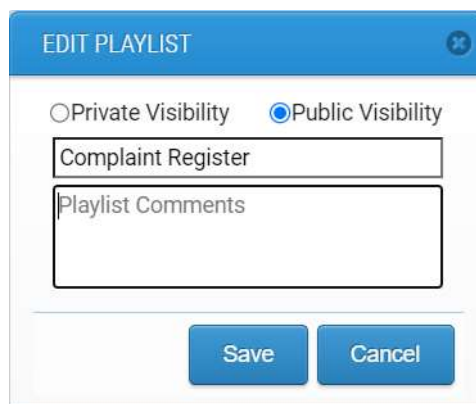 EDIT PLAYLIST
Private Visibility Public Visibility
Complaint Register
Playlist Comments
Save Cancel